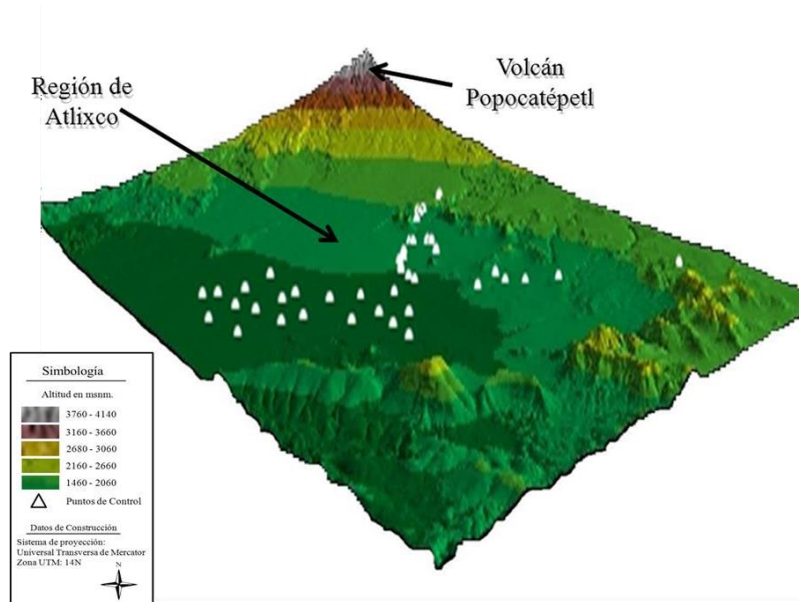 Región de
Atlixco
Volcán
Popocatépetl
Simbología
Altitud en msnm.
3760 - 4140
3160 - 3660
2680 - 3060
2160 - 2660
1460 - 2060
Puntos de Control
Datos de Construcción
Sistema de proyección:
Universal Transversa de Mercator
Zona UTM: 14N
N